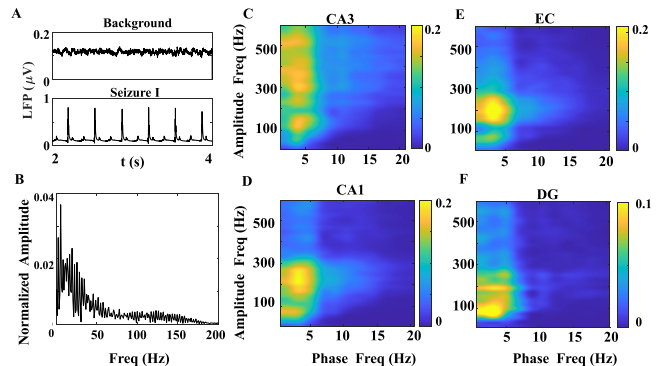 A
Background
0.2
0
LFP (μV)
Seizure I
1
0
2
4
t (s)
B
0.04
0.02
Normalized Amplitude
0
50
100
150
200
Freq (Hz)
C
CA3
500
300
100
Amplitude Freq (Hz)
5
10
15
20
0.2
0
D
CA1
500
300
100
Amplitude Freq (Hz)
5
10
15
20
Phase Freq (Hz)
0.2
0
E
EC
500
300
100
5
10
15
20
0.2
0
F
DG
500
300
100
5
10
15
20
Phase Freq (Hz)
0.1
0